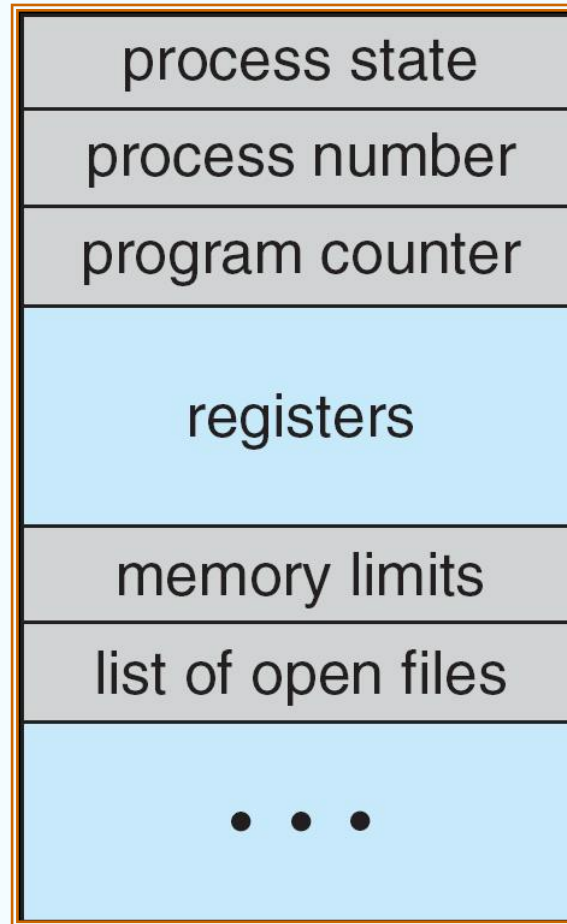 process state
process number
program counter
registers
memory limits
list of open files
• • •